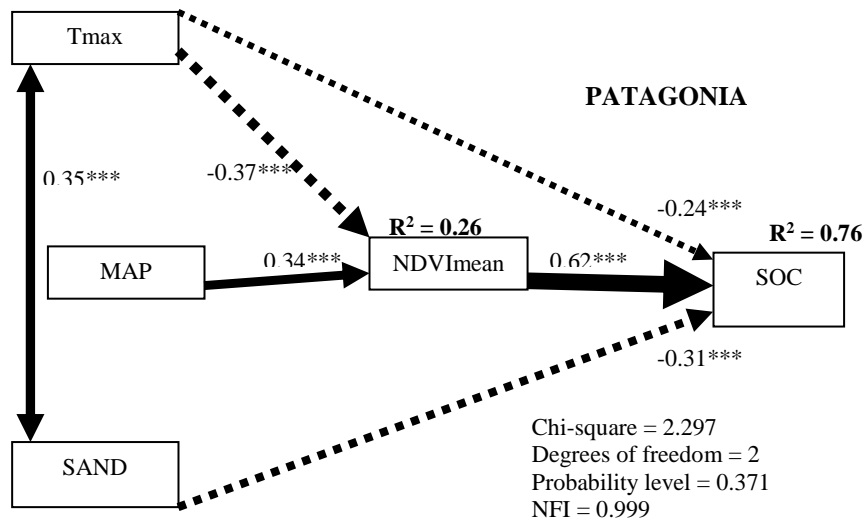 Tmax
PATAGONIA
0.35***
-0.37***
-0.24***
R² = 0.26
R² = 0.76
MAP
0.34***
NDVImean
0.62***
SOC
-0.31***
SAND
Chi-square = 2.297
Degrees of freedom = 2
Probability level = 0.371
NFI = 0.999